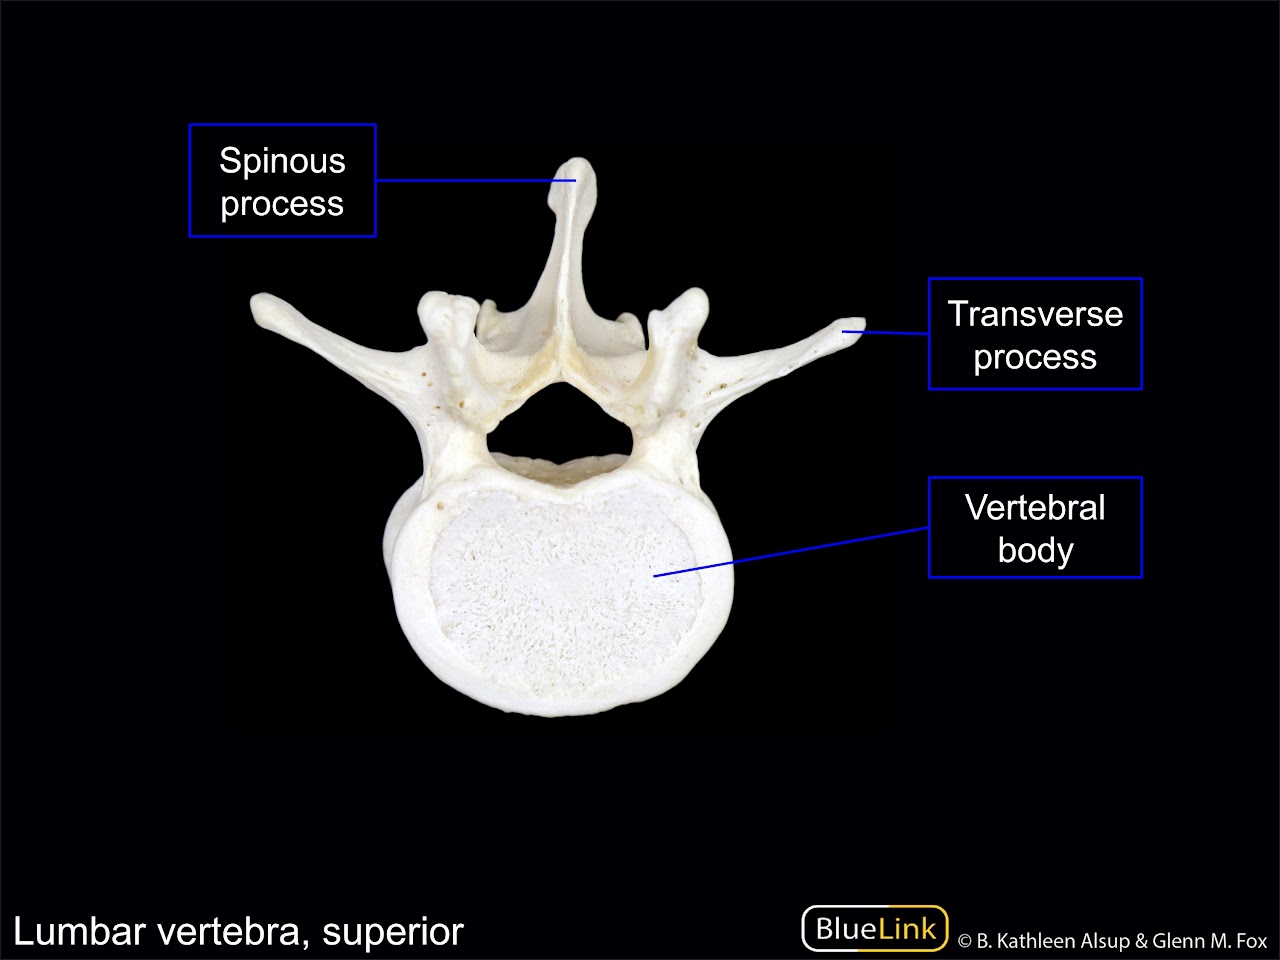 Spinous
process
Transverse
process
Vertebral
body
Lumbar vertebra, superior
BlueLink
© B. Kathleen Alsup & Glenn M. Fox